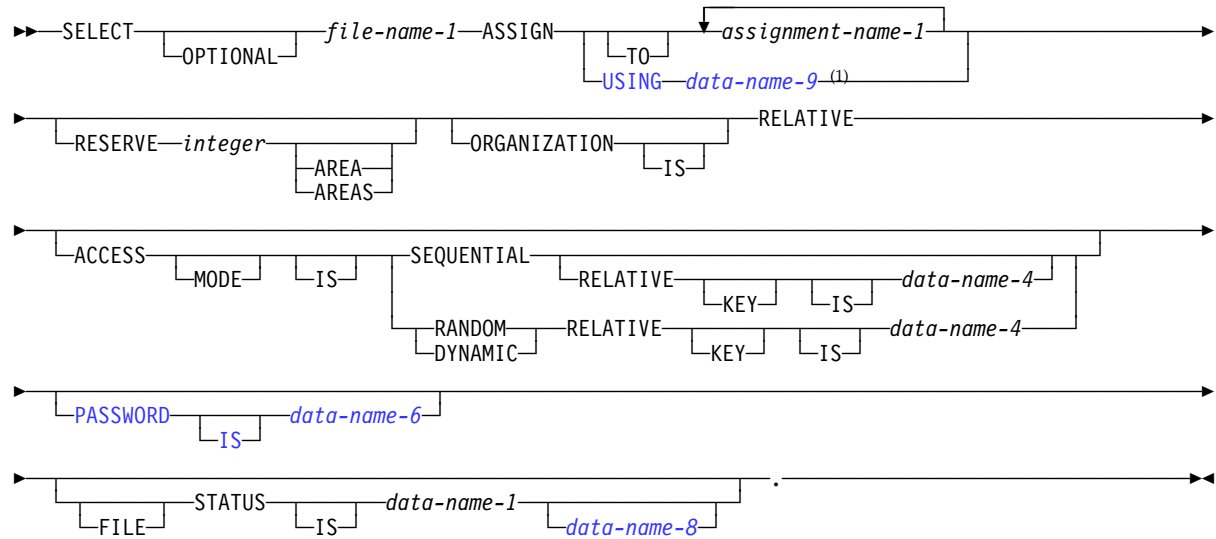 SELECT OPTIONAL file-name-1 ASSIGN TO assignment-name-1
USING data-name-9 (1)
RESERVE integer AREA ORGANIZATION IS RELATIVE
AREAS
ACCESS MODE IS SEQUENTIAL RELATIVE KEY IS data-name-4
RANDOM RELATIVE KEY IS data-name-4
DYNAMIC
PASSWORD IS data-name-6
FILE STATUS IS data-name-1 data-name-8 .